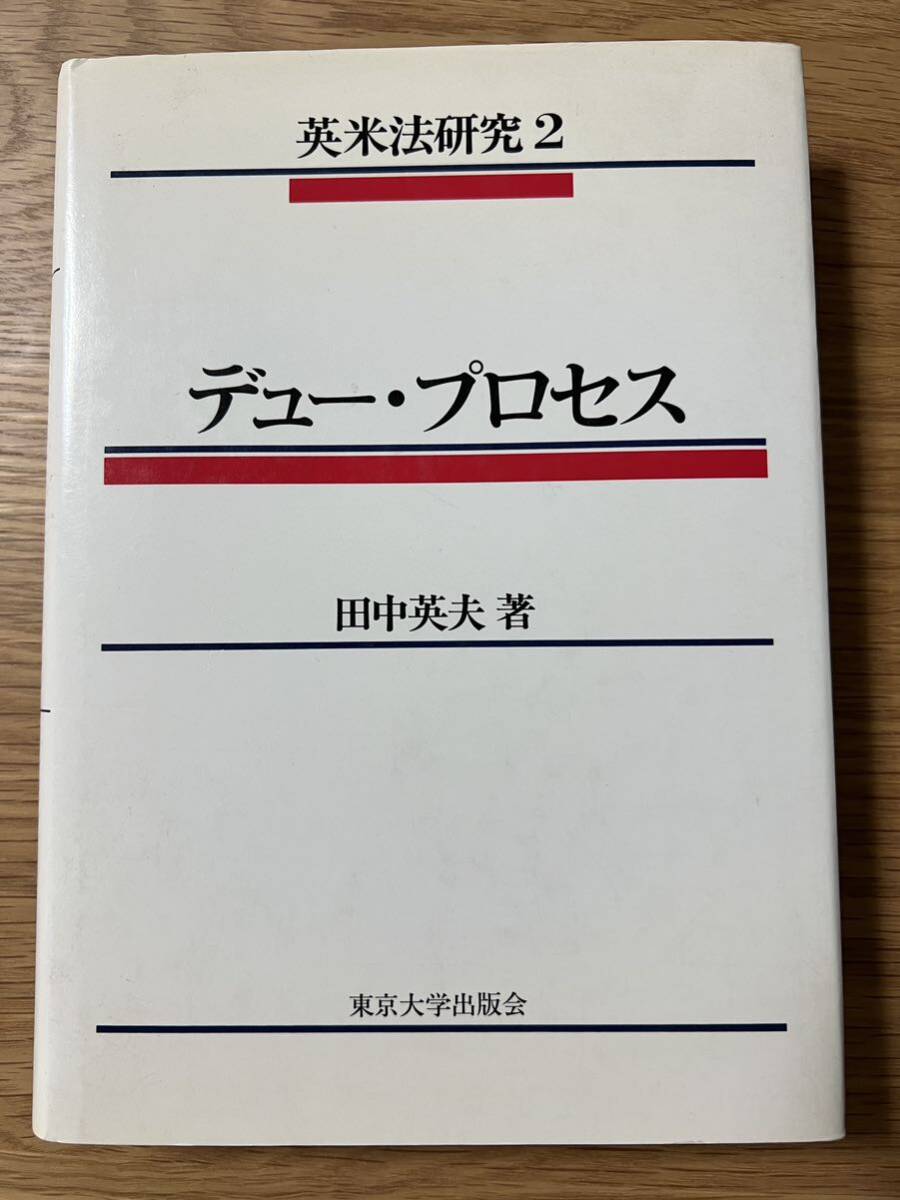 英米法研究2
デュー・プロセス
田中英夫 著
東京大学出版会